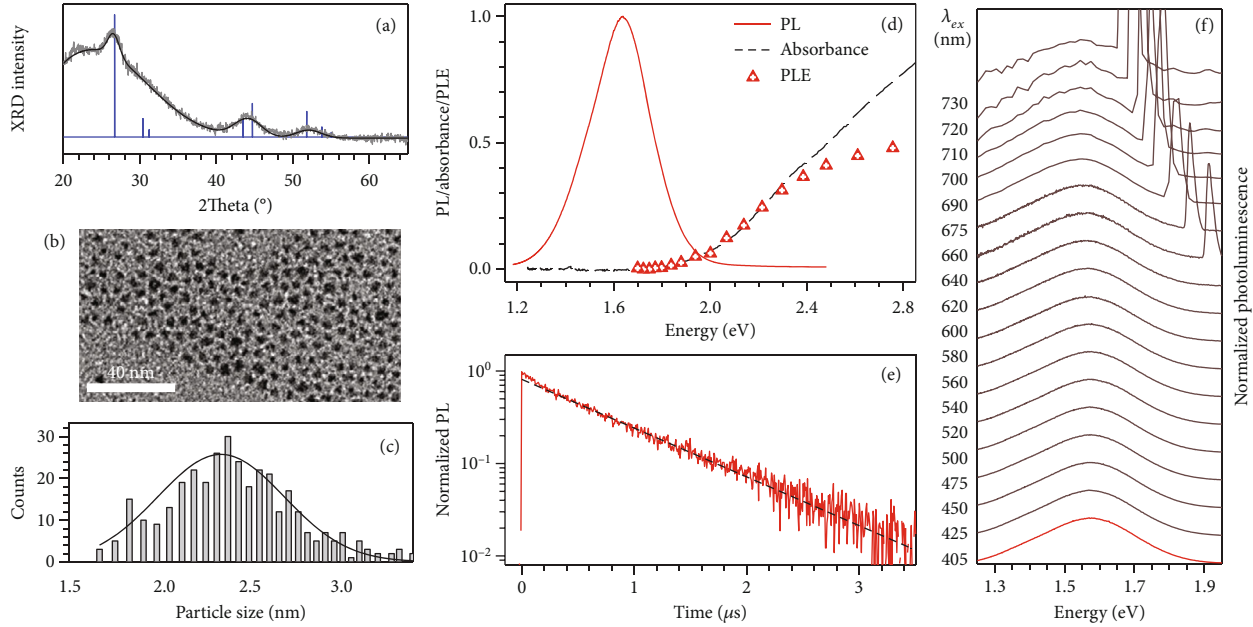 (a)
XRD intensity
20 30 40 50 60
2Theta (°)
(b)
40 nm
(c)
Counts
30
20
10
0
1.5 2.0 2.5 3.0
Particle size (nm)
(d)
PL
Absorbance
PLE
PL/absorbance/PLE
1.0
0.5
0.0
1.2 1.6 2.0 2.4 2.8
Energy (eV)
(e)
Normalized PL
10⁰
10⁻¹
10⁻²
0 1 2 3
Time (μs)
(f)
λex
(nm)
730
720
710
700
690
675
660
640
620
600
580
560
540
520
500
475
450
425
405
1.3 1.5 1.7 1.9
Energy (eV)
Normalized photoluminescence